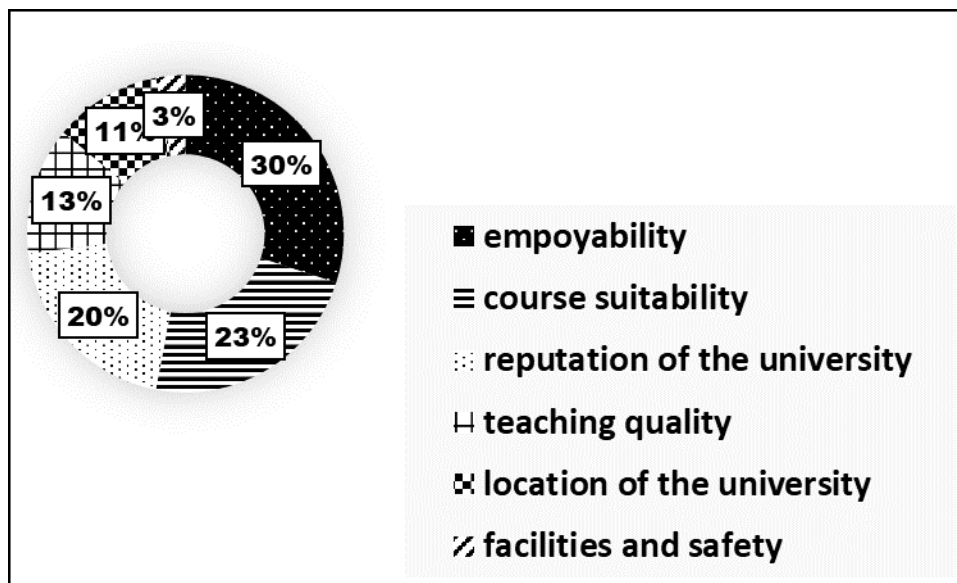 3%
11%
30%
13%
20%
23%
empoyability
course suitability
reputation of the university
teaching quality
location of the university
facilities and safety